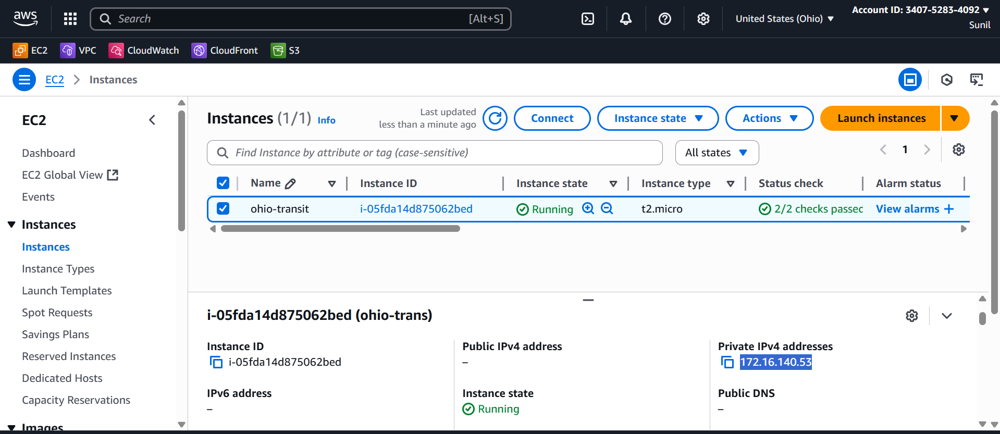 aws
Search [Alt+S]
United States (Ohio)
Account ID: 3407-5283-4092
Sunil
EC2
VPC
CloudWatch
CloudFront
S3
EC2 > Instances
EC2
Dashboard
EC2 Global View
Events
Instances
Instances
Instance Types
Launch Templates
Spot Requests
Savings Plans
Reserved Instances
Dedicated Hosts
Capacity Reservations
Images
Instances (1/1) Info
Last updated
less than a minute ago
Connect
Instance state
Actions
Launch instances
Find Instance by attribute or tag (case-sensitive)
All states
1
Name Instance ID Instance state Instance type Status check Alarm status
ohio-transit i-05fda14d875062bed Running t2.micro 2/2 checks passed View alarms +
i-05fda14d875062bed (ohio-trans)
Instance ID
i-05fda14d875062bed
Public IPv4 address
–
Private IPv4 addresses
172.16.140.53
IPv6 address
–
Instance state
Running
Public DNS
–